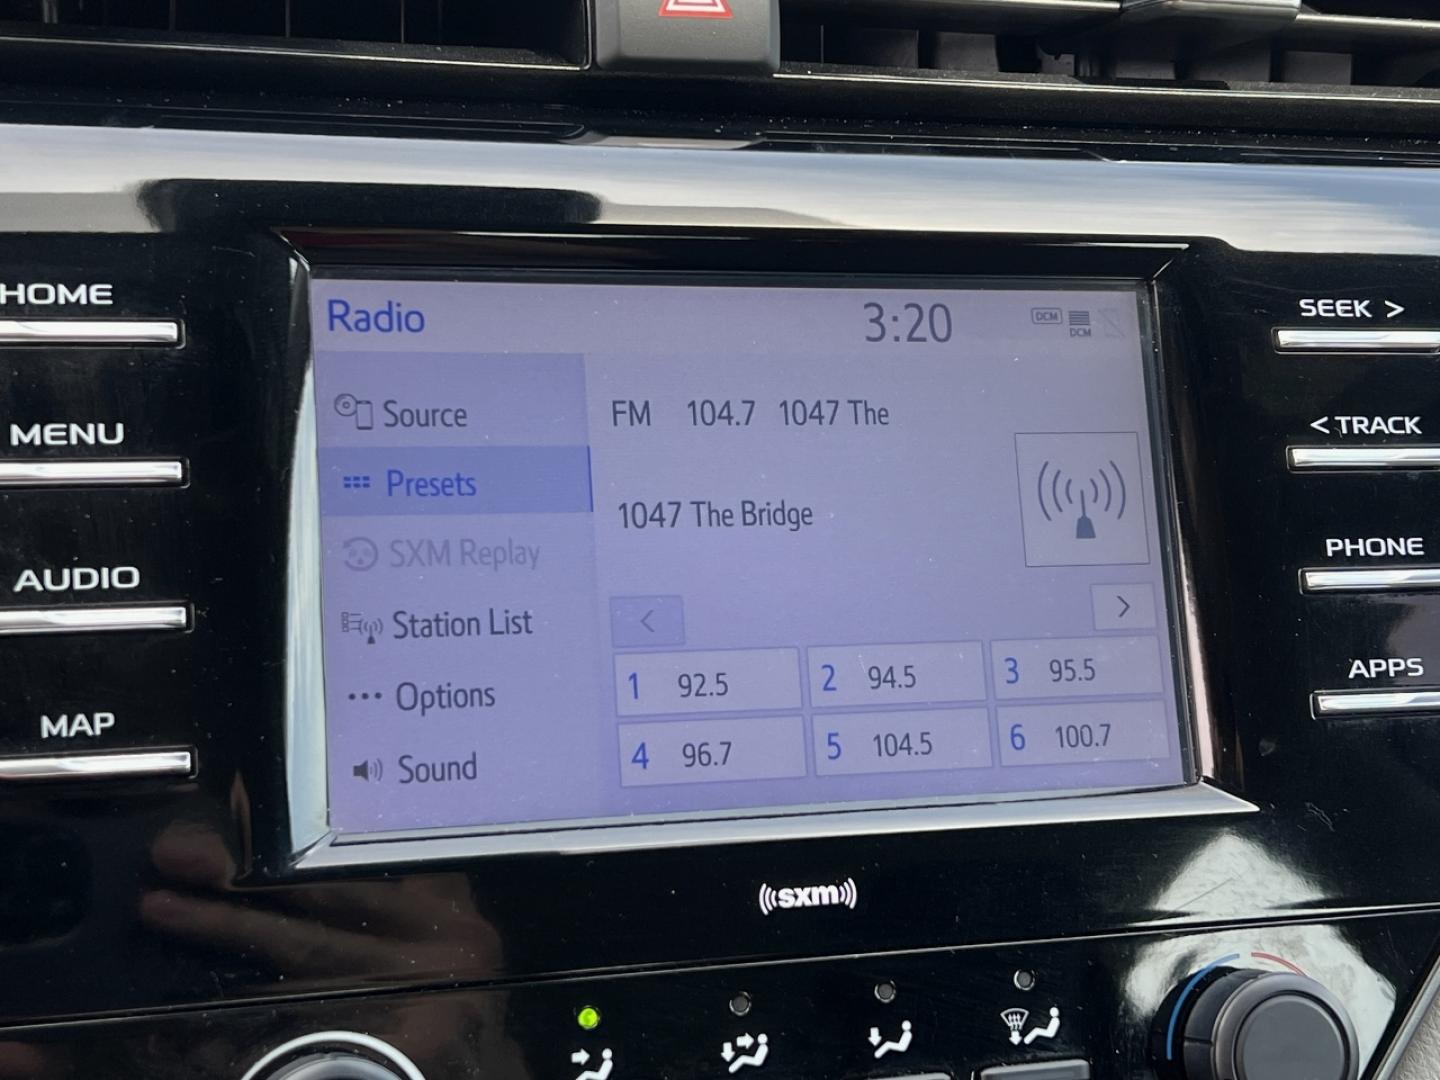 HOME
MENU
AUDIO
MAP
Radio
3:20
DCM
DCM
Source
Presets
SXM Replay
Station List
Options
Sound
FM 104.7 1047 The
1047 The Bridge
<
>
1 92.5
2 94.5
3 95.5
4 96.7
5 104.5
6 100.7
SEEK >
< TRACK
PHONE
APPS
((sxm))